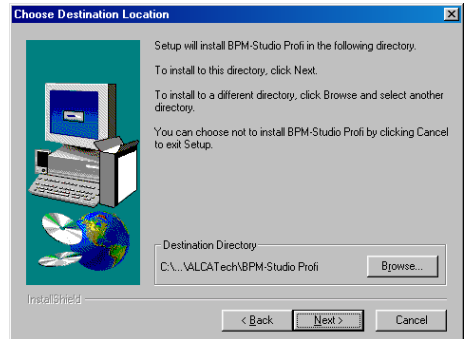 Choose Destination Location
Setup will install BPM-Studio Profi in the following directory.
To install to this directory, click Next.
To install to a different directory, click Browse and select another
directory.
You can choose not to install BPM-Studio Profi by clicking Cancel
to exit Setup.
Destination Directory
C:\...\ALCATech\BPM-Studio Profi
Browse...
InstallShield
< Back
Next >
Cancel